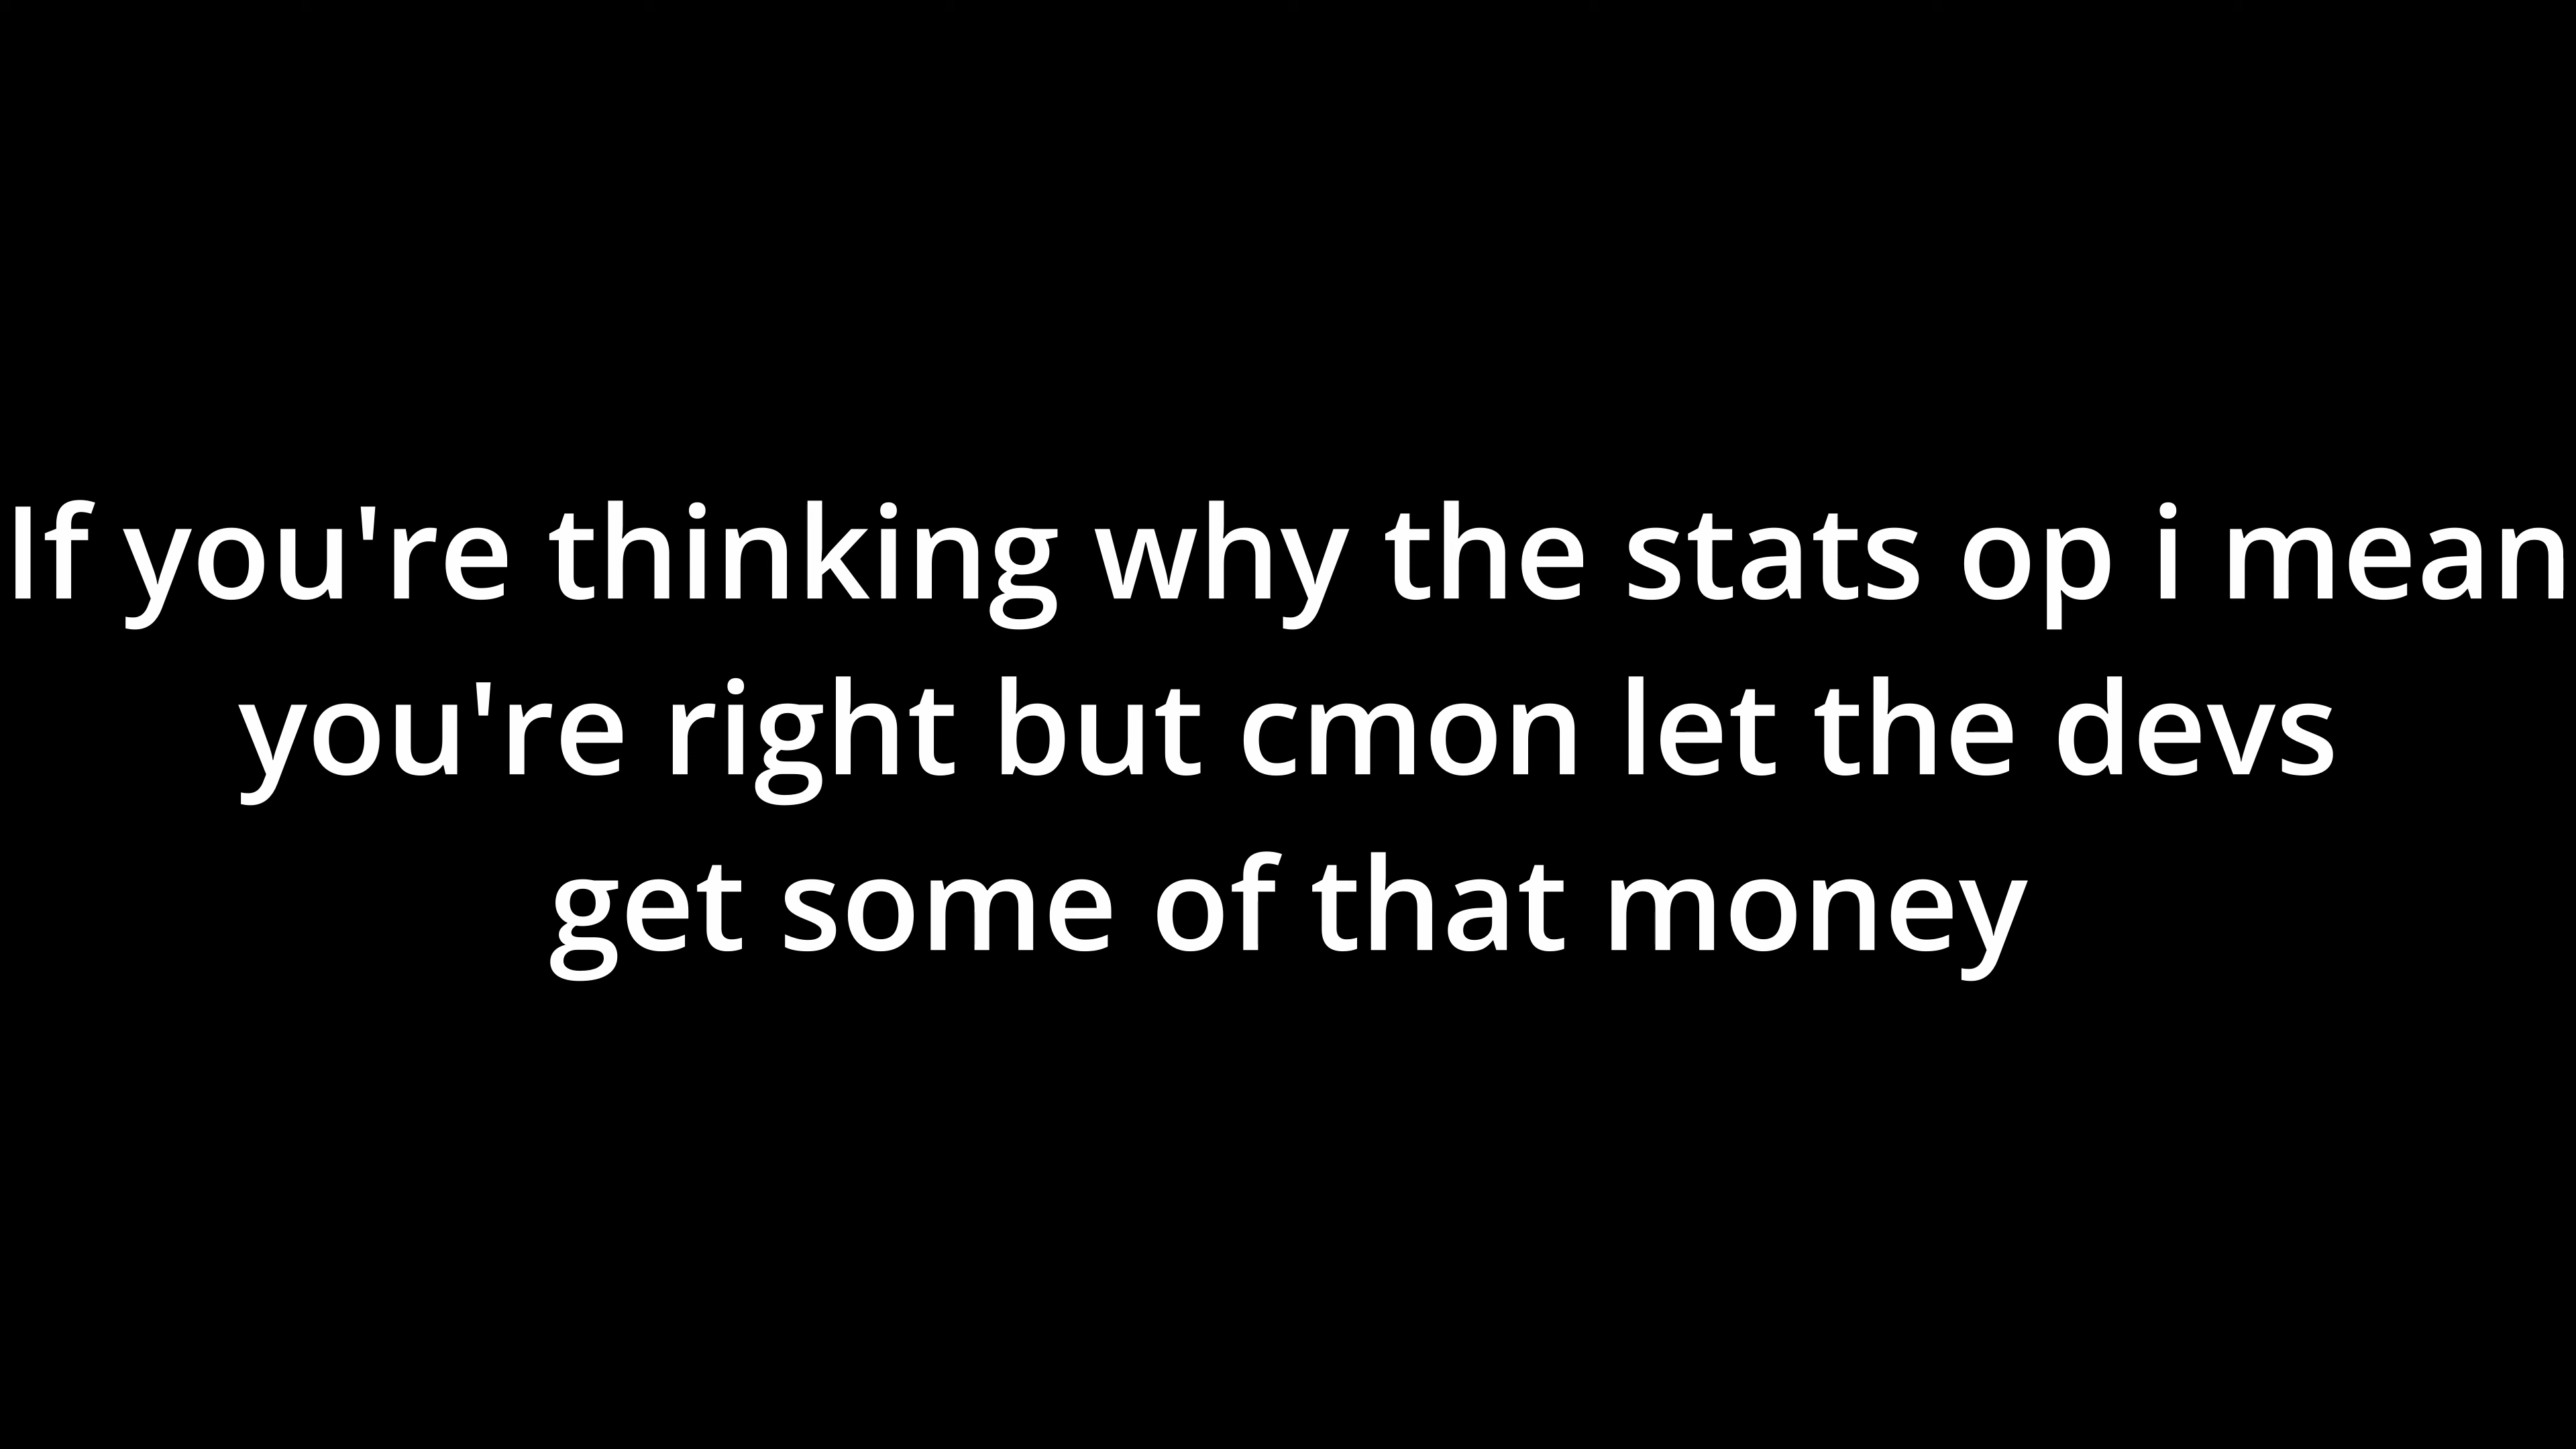 If you're thinking why the stats op i mean
you're right but cmon let the devs
get some of that money